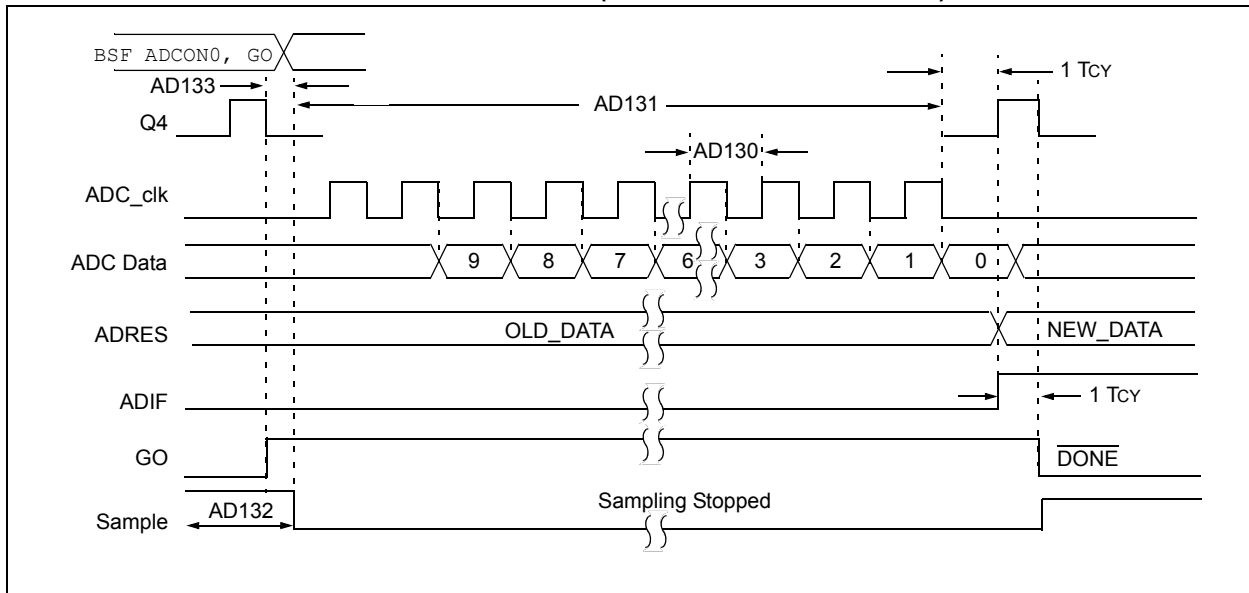 BSF ADCON0, GO
AD133
1 TCY
AD131
Q4
AD130
ADC_clk
ADC Data
9 8 7 6 3 2 1 0
ADRES
OLD_DATA
NEW_DATA
ADIF
1 TCY
GO
DONE
Sample
AD132
Sampling Stopped